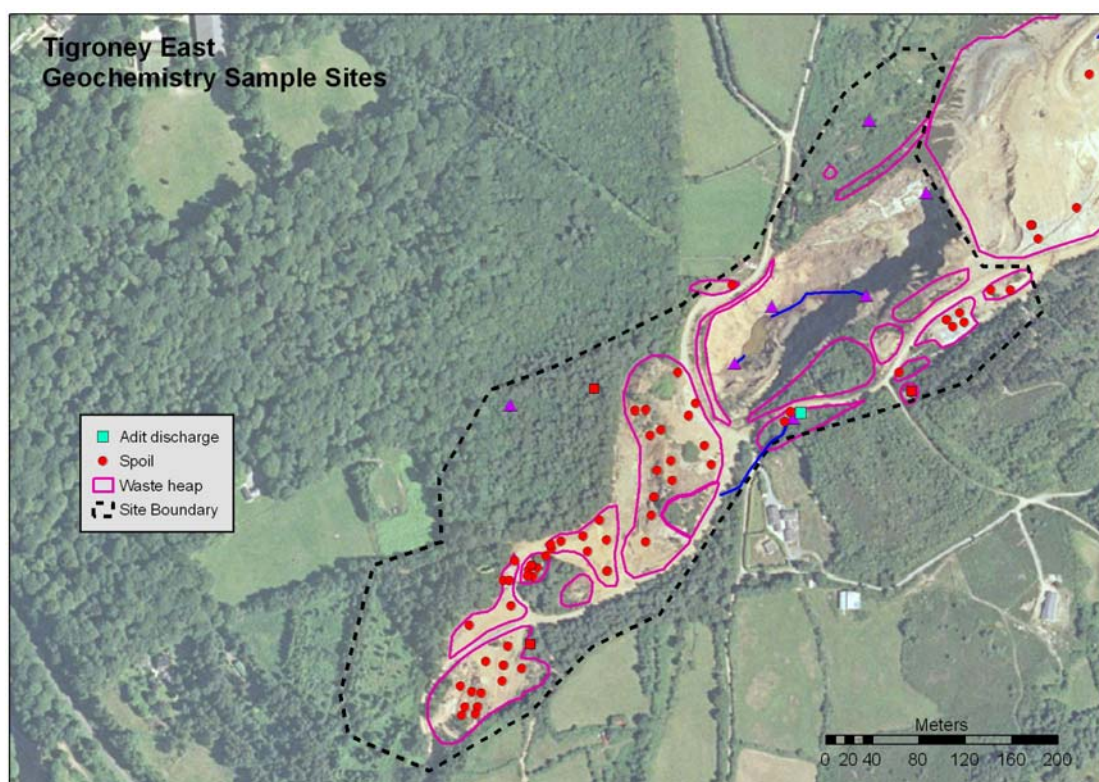 Tigroney East
Geochemistry Sample Sites
Adit discharge
Spoil
Waste heap
Site Boundary
Meters
0 20 40 80 120 160 200